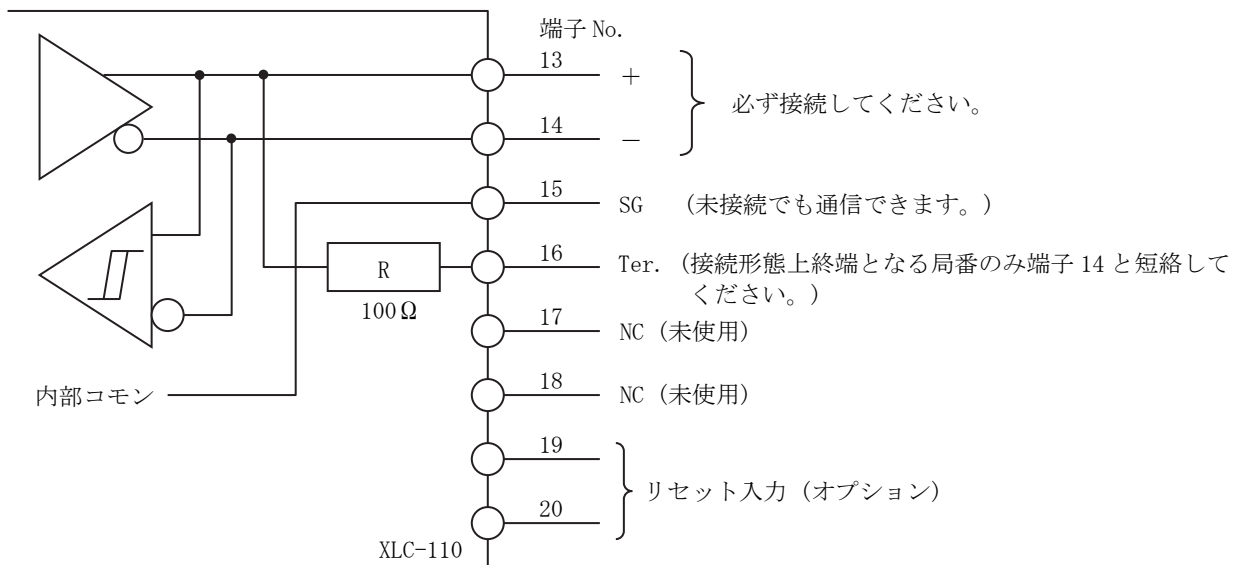 端子 No.
13 ＋
必ず接続してください。
14 －
15 SG （未接続でも通信できます。）
16 Ter. （接続形態上終端となる局番のみ端子 14 と短絡して
ください。）
R
100Ω
17 NC（未使用）
18 NC（未使用）
内部コモン
19
リセット入力（オプション）
20
XLC-110